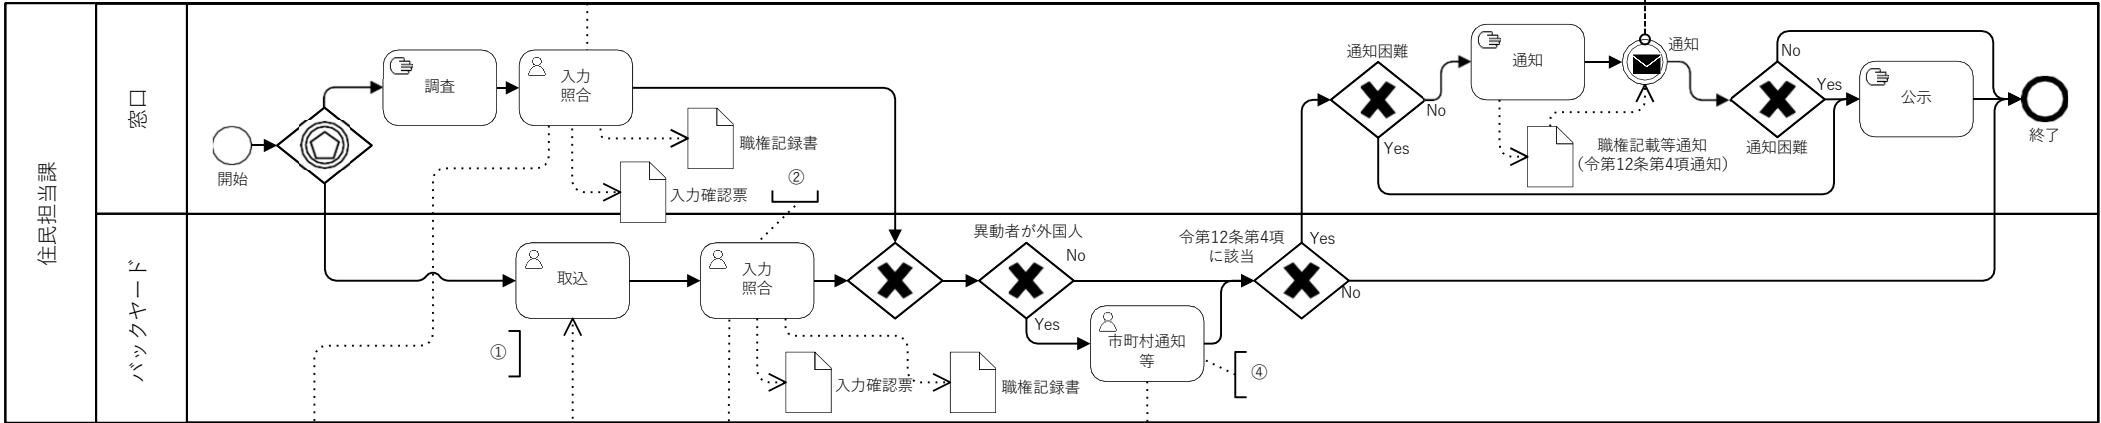 住民担当課
窓口
開始
調査
入力
照合
職権記録書
入力確認票
②
通知困難
No
Yes
通知
通知
職権記載等通知
（令第12条第4項通知）
No
Yes
通知困難
公示
終了
バックヤード
①
取込
入力
照合
入力確認票
職権記録書
異動者が外国人
No
Yes
市町村通知
等
④
令第12条第4項
に該当
Yes
No